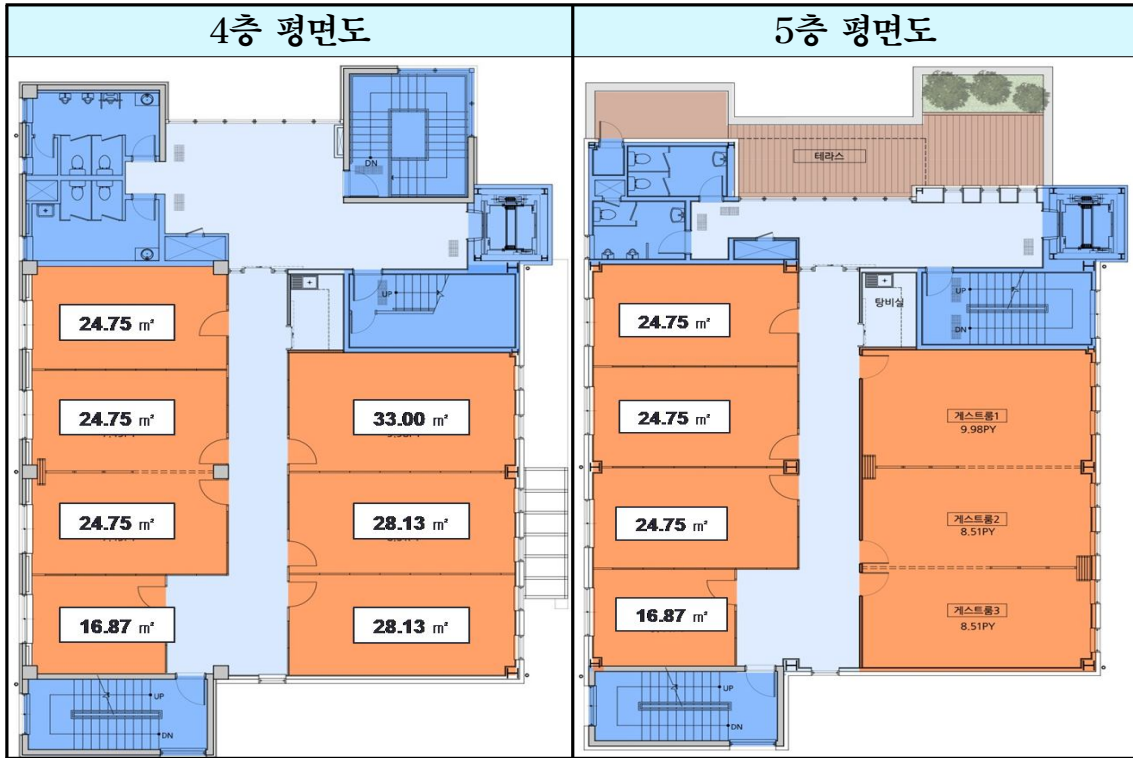 4층 평면도
5층 평면도
DN
UP
24.75 ㎡
24.75 ㎡
33.00 ㎡
24.75 ㎡
28.13 ㎡
16.87 ㎡
28.13 ㎡
UP
DN
테라스
탕비실
UP
DN
24.75 ㎡
24.75 ㎡
게스트룸1
9.98PY
24.75 ㎡
게스트룸2
8.51PY
16.87 ㎡
게스트룸3
8.51PY
UP
DN